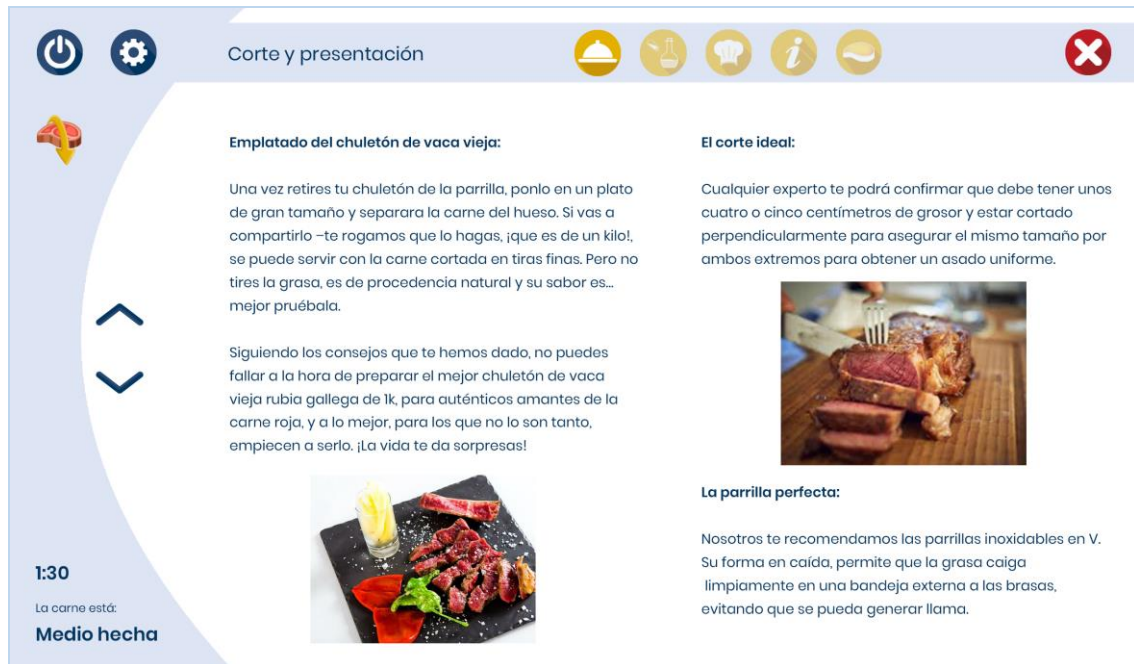 Corte y presentación
Emplatado del chuletón de vaca vieja:
Una vez retires tu chuletón de la parrilla, ponlo en un plato
de gran tamaño y separara la carne del hueso. Si vas a
compartirlo –te rogamos que lo hagas, ¡que es de un kilo!,
se puede servir con la carne cortada en tiras finas. Pero no
tires la grasa, es de procedencia natural y su sabor es...
mejor pruébala.
Siguiendo los consejos que te hemos dado, no puedes
fallar a la hora de preparar el mejor chuletón de vaca
vieja rubia gallega de 1k, para auténticos amantes de la
carne roja, y a lo mejor, para los que no lo son tanto,
empiecen a serlo. ¡La vida te da sorpresas!
El corte ideal:
Cualquier experto te podrá confirmar que debe tener unos
cuatro o cinco centímetros de grosor y estar cortado
perpendicularmente para asegurar el mismo tamaño por
ambos extremos para obtener un asado uniforme.
La parrilla perfecta:
Nosotros te recomendamos las parrillas inoxidables en V.
Su forma en caída, permite que la grasa caiga
limpiamente en una bandeja externa a las brasas,
evitando que se pueda generar llama.
1:30
La carne está:
Medio hecha